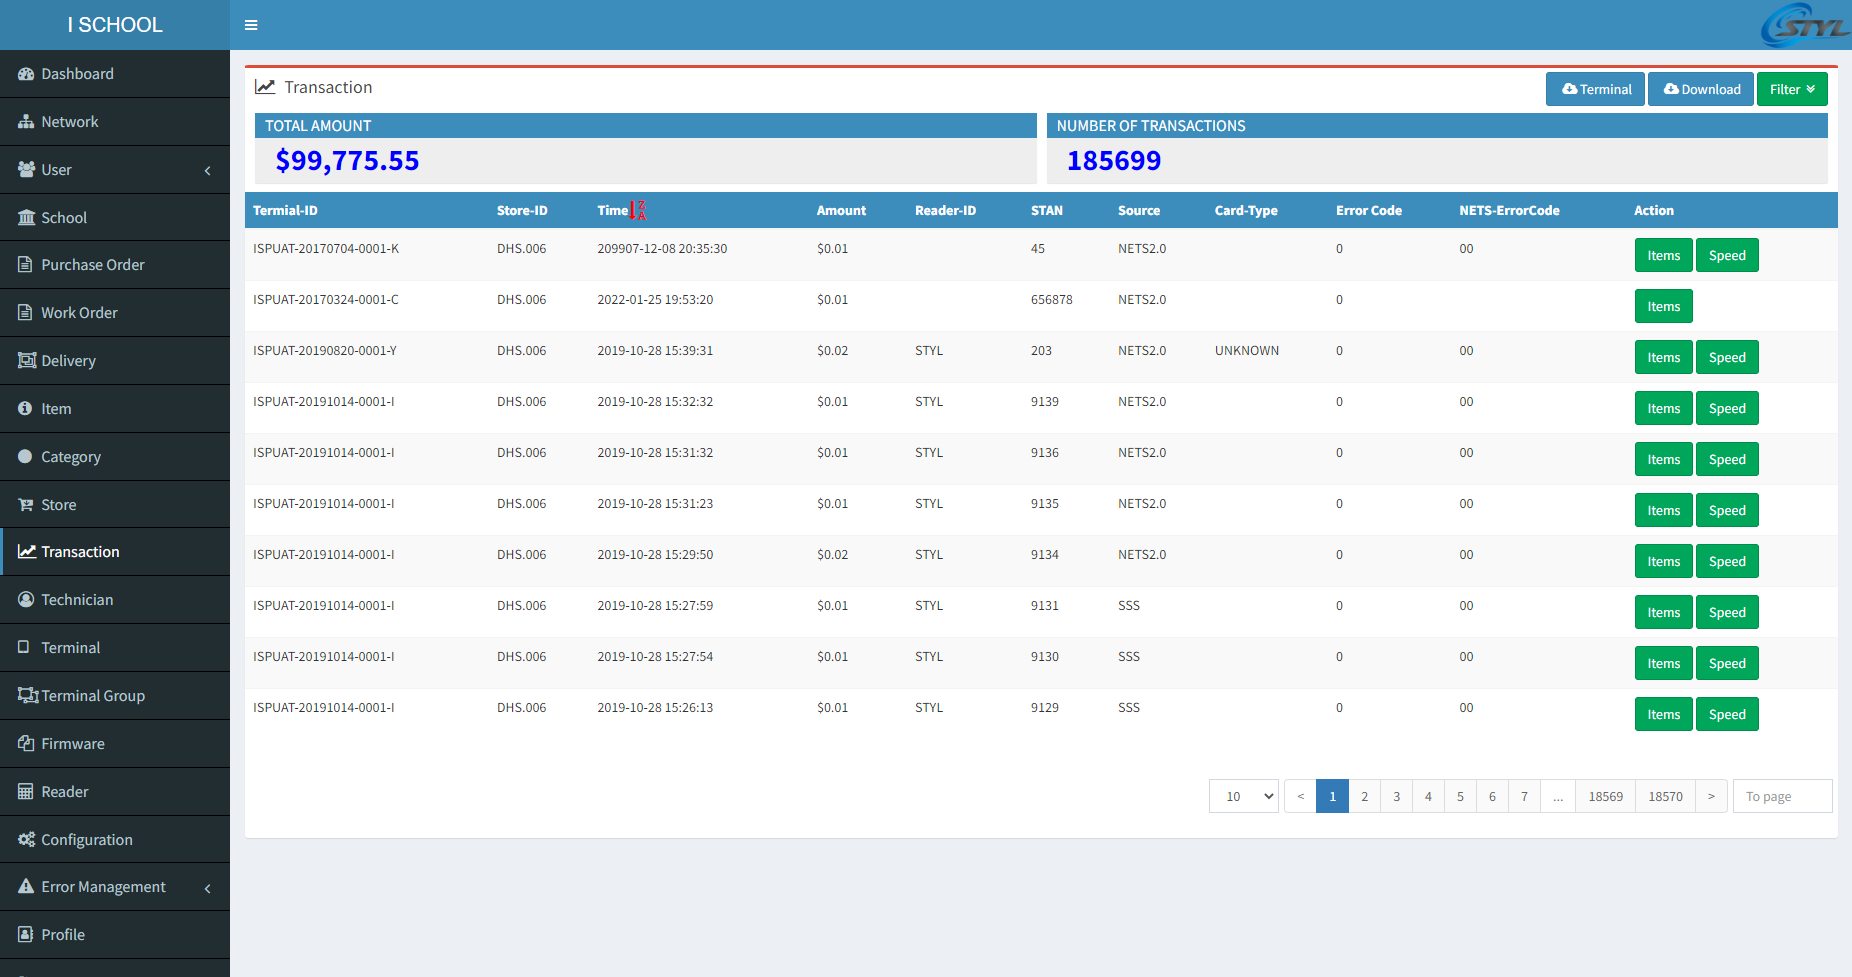 I SCHOOL
STYL
Dashboard
Network
User
School
Purchase Order
Work Order
Delivery
Item
Category
Store
Transaction
Technician
Terminal
Terminal Group
Firmware
Reader
Configuration
Error Management
Profile
Transaction
Terminal Download Filter
TOTAL AMOUNT
$99,775.55
NUMBER OF TRANSACTIONS
185699
Termial-ID Store-ID Time Amount Reader-ID STAN Source Card-Type Error Code NETS-ErrorCode Action
ISPUAT-20170704-0001-K DHS.006 209907-12-08 20:35:30 $0.01 45 NETS2.0 0 00 Items Speed
ISPUAT-20170324-0001-C DHS.006 2022-01-25 19:53:20 $0.01 656878 NETS2.0 0 Items
ISPUAT-20190820-0001-Y DHS.006 2019-10-28 15:39:31 $0.02 STYL 203 NETS2.0 UNKNOWN 0 00 Items Speed
ISPUAT-20191014-0001-I DHS.006 2019-10-28 15:32:32 $0.01 STYL 9139 NETS2.0 0 00 Items Speed
ISPUAT-20191014-0001-I DHS.006 2019-10-28 15:31:32 $0.01 STYL 9136 NETS2.0 0 00 Items Speed
ISPUAT-20191014-0001-I DHS.006 2019-10-28 15:31:23 $0.01 STYL 9135 NETS2.0 0 00 Items Speed
ISPUAT-20191014-0001-I DHS.006 2019-10-28 15:29:50 $0.02 STYL 9134 NETS2.0 0 00 Items Speed
ISPUAT-20191014-0001-I DHS.006 2019-10-28 15:27:59 $0.01 STYL 9131 SSS 0 00 Items Speed
ISPUAT-20191014-0001-I DHS.006 2019-10-28 15:27:54 $0.01 STYL 9130 SSS 0 00 Items Speed
ISPUAT-20191014-0001-I DHS.006 2019-10-28 15:26:13 $0.01 STYL 9129 SSS 0 00 Items Speed
10 < 1 2 3 4 5 6 7 ... 18569 18570 > To page